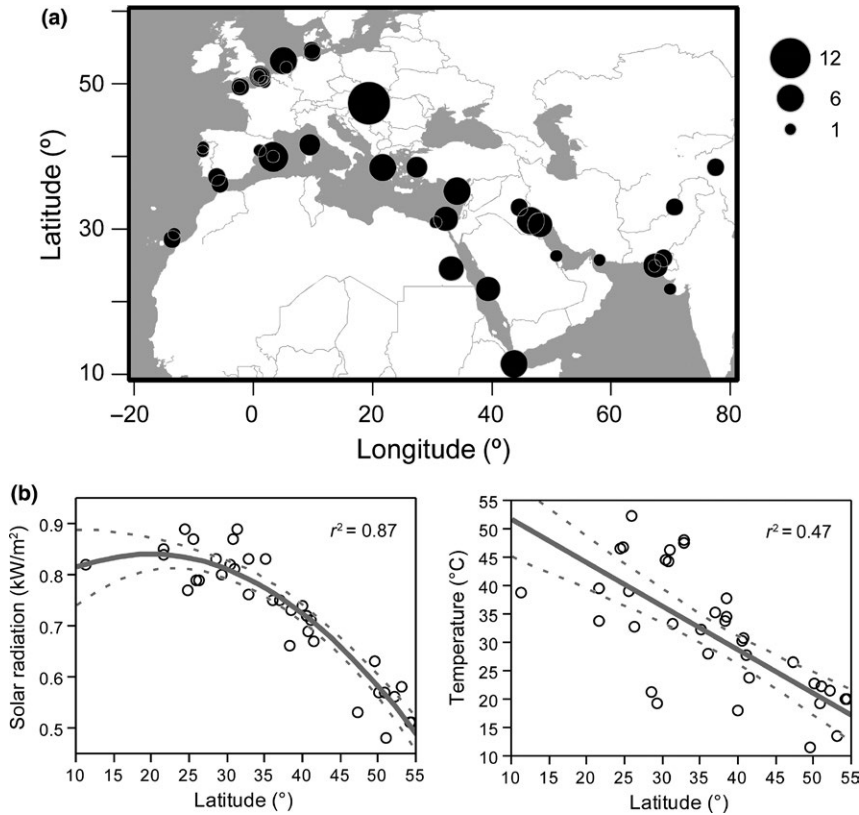 (a)
50
30
10
Latitude (º)
–20
0
20
40
60
80
Longitude (º)
12
6
1
(b)
0.9
0.8
0.7
0.6
0.5
Solar radiation (kW/m²)
r² = 0.87
10 15 20 25 30 35 40 45 50 55
Latitude (°)
55
50
45
40
35
30
25
20
15
10
Temperature (°C)
r² = 0.47
10 15 20 25 30 35 40 45 50 55
Latitude (°)